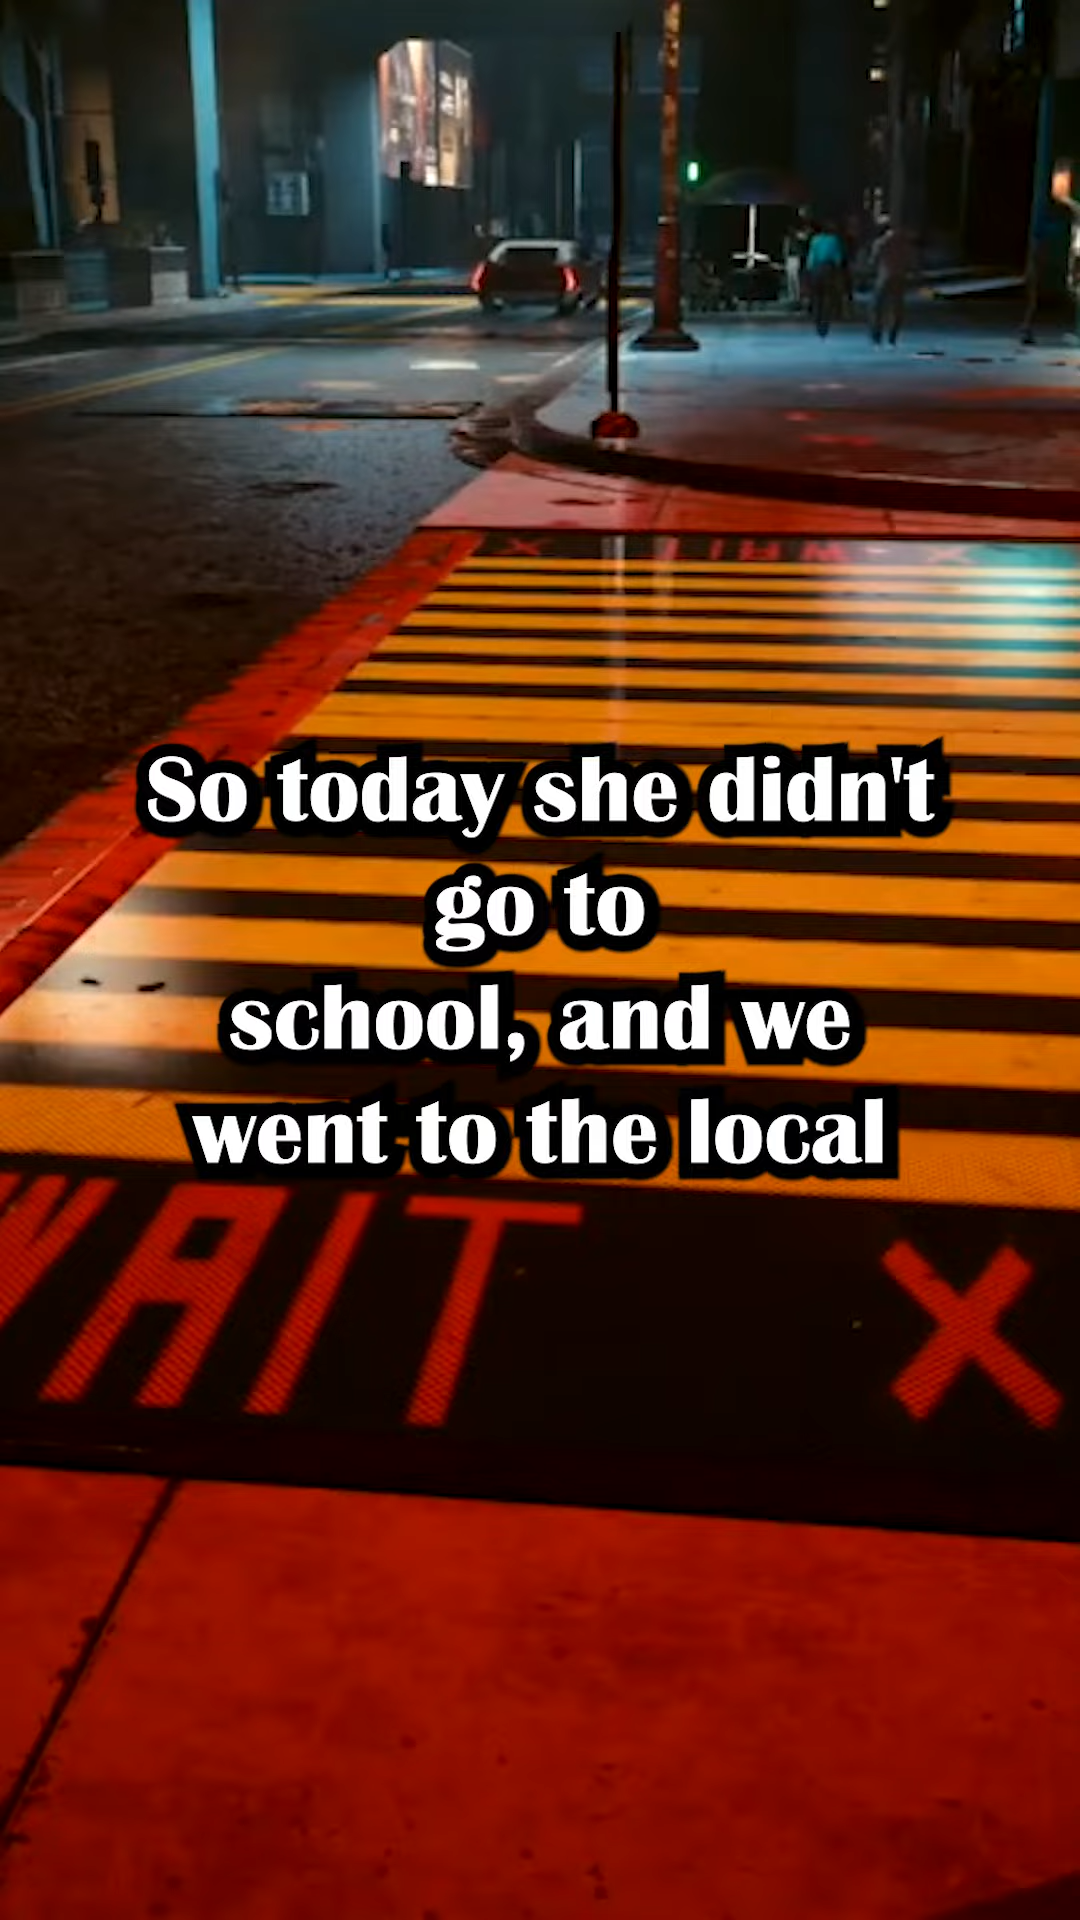 So today she didn't
go to
school, and we
went to the local
WAIT X